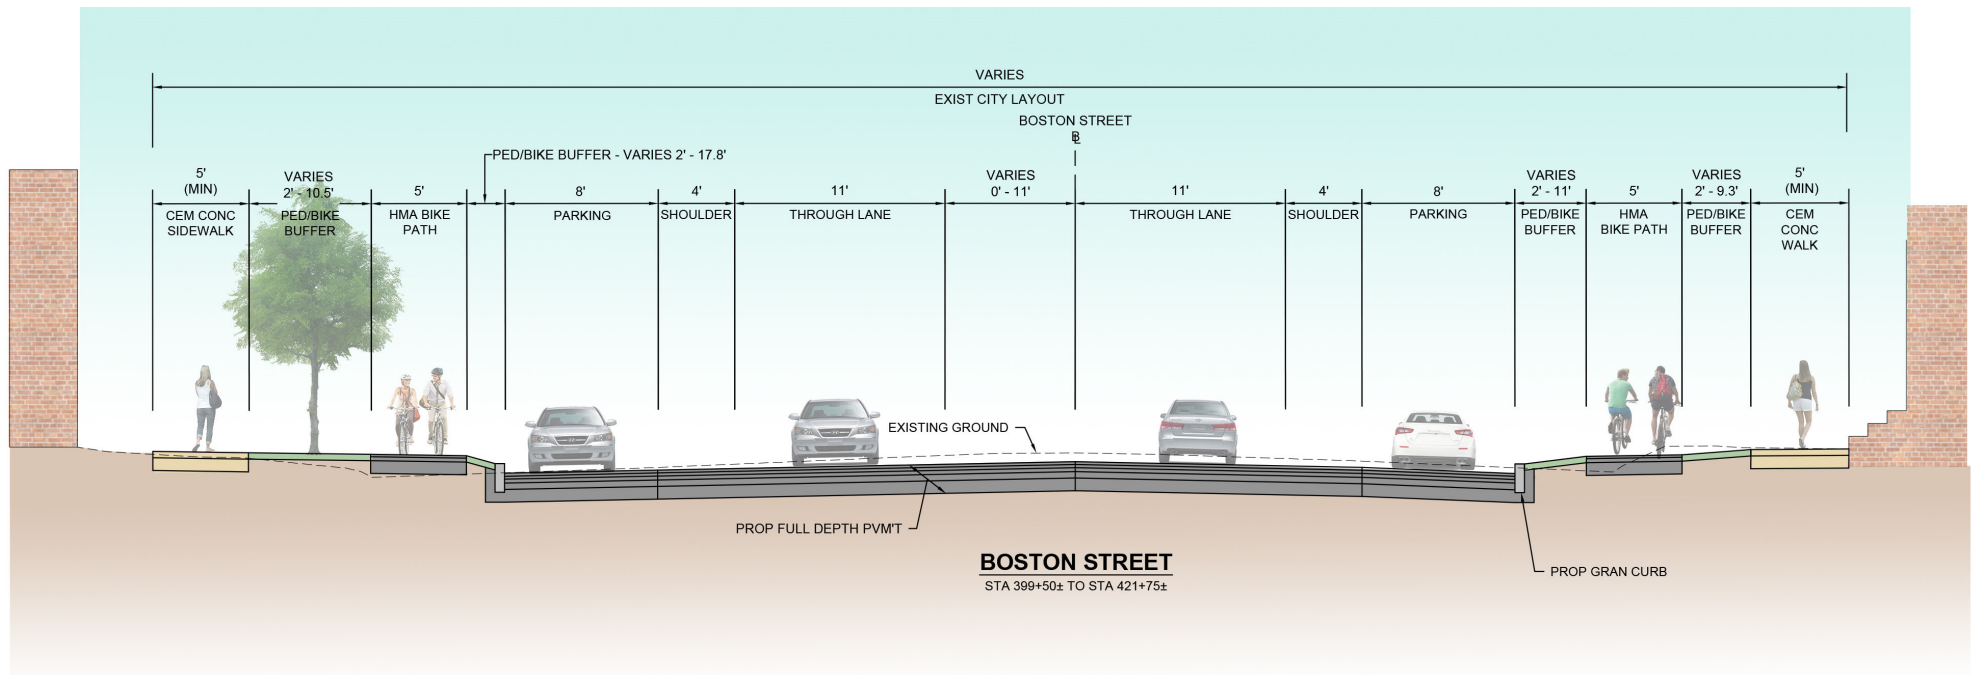 VARIES
EXIST CITY LAYOUT
BOSTON STREET
PED/BIKE BUFFER - VARIES 2' - 17.8'
5'
(MIN)
CEM CONC
SIDEWALK
VARIES
2' - 10.5'
PED/BIKE
BUFFER
5'
HMA BIKE
PATH
8'
PARKING
4'
SHOULDER
11'
THROUGH LANE
VARIES
0' - 11'
11'
THROUGH LANE
4'
SHOULDER
8'
PARKING
VARIES
2' - 11'
PED/BIKE
BUFFER
5'
HMA
BIKE PATH
VARIES
2' - 9.3'
PED/BIKE
BUFFER
5'
(MIN)
CEM
CONC
WALK
EXISTING GROUND
PROP FULL DEPTH PVM'T
BOSTON STREET
STA 399+50± TO STA 421+75±
PROP GRAN CURB